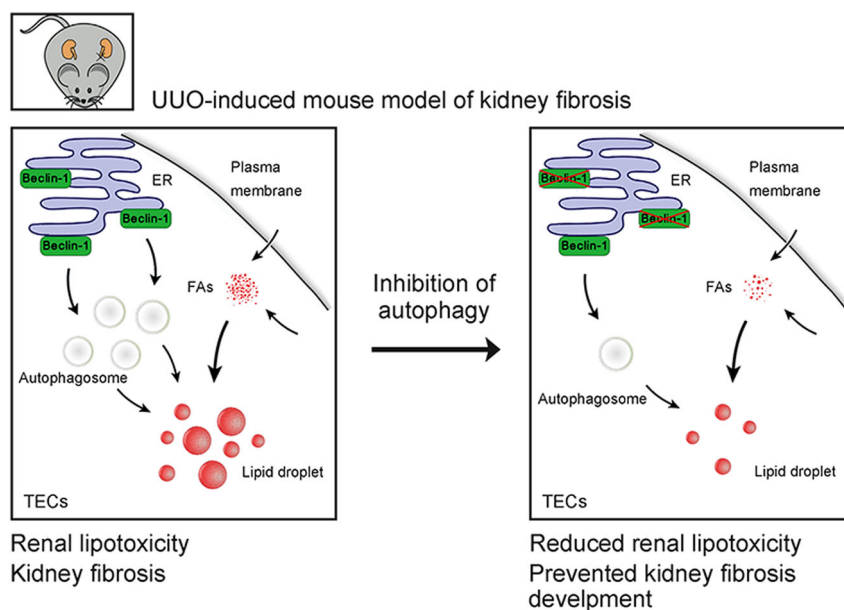 UUO-induced mouse model of kidney fibrosis
Beclin-1
ER
Plasma
membrane
Beclin-1
Beclin-1
FAs
Autophagosome
Lipid droplet
TECs
Renal lipotoxicity
Kidney fibrosis
Inhibition of
autophagy
Beclin-1
ER
Plasma
membrane
Beclin-1
Beclin-1
FAs
Autophagosome
Lipid droplet
TECs
Reduced renal lipotoxicity
Prevented kidney fibrosis
develpment